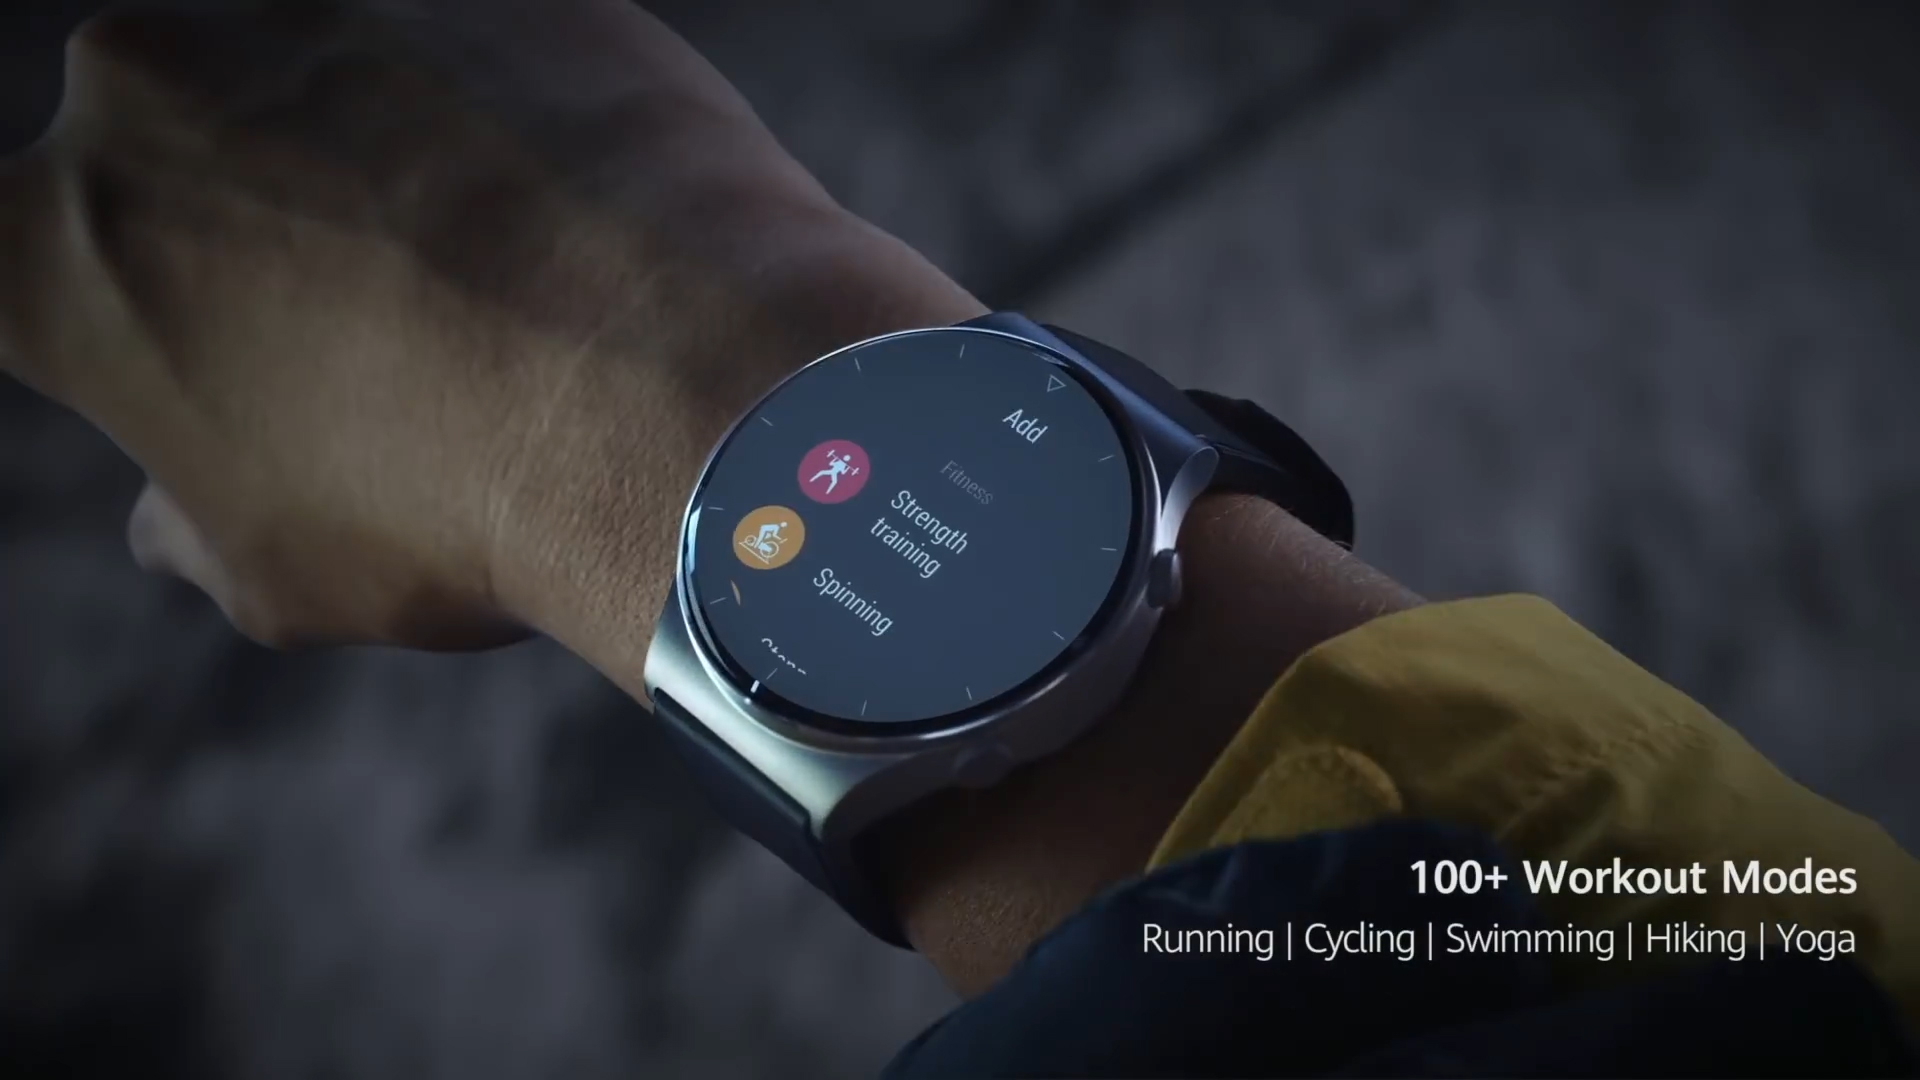 Add
Fitness
Strength
training
Spinning
100+ Workout Modes
Running | Cycling | Swimming | Hiking | Yoga